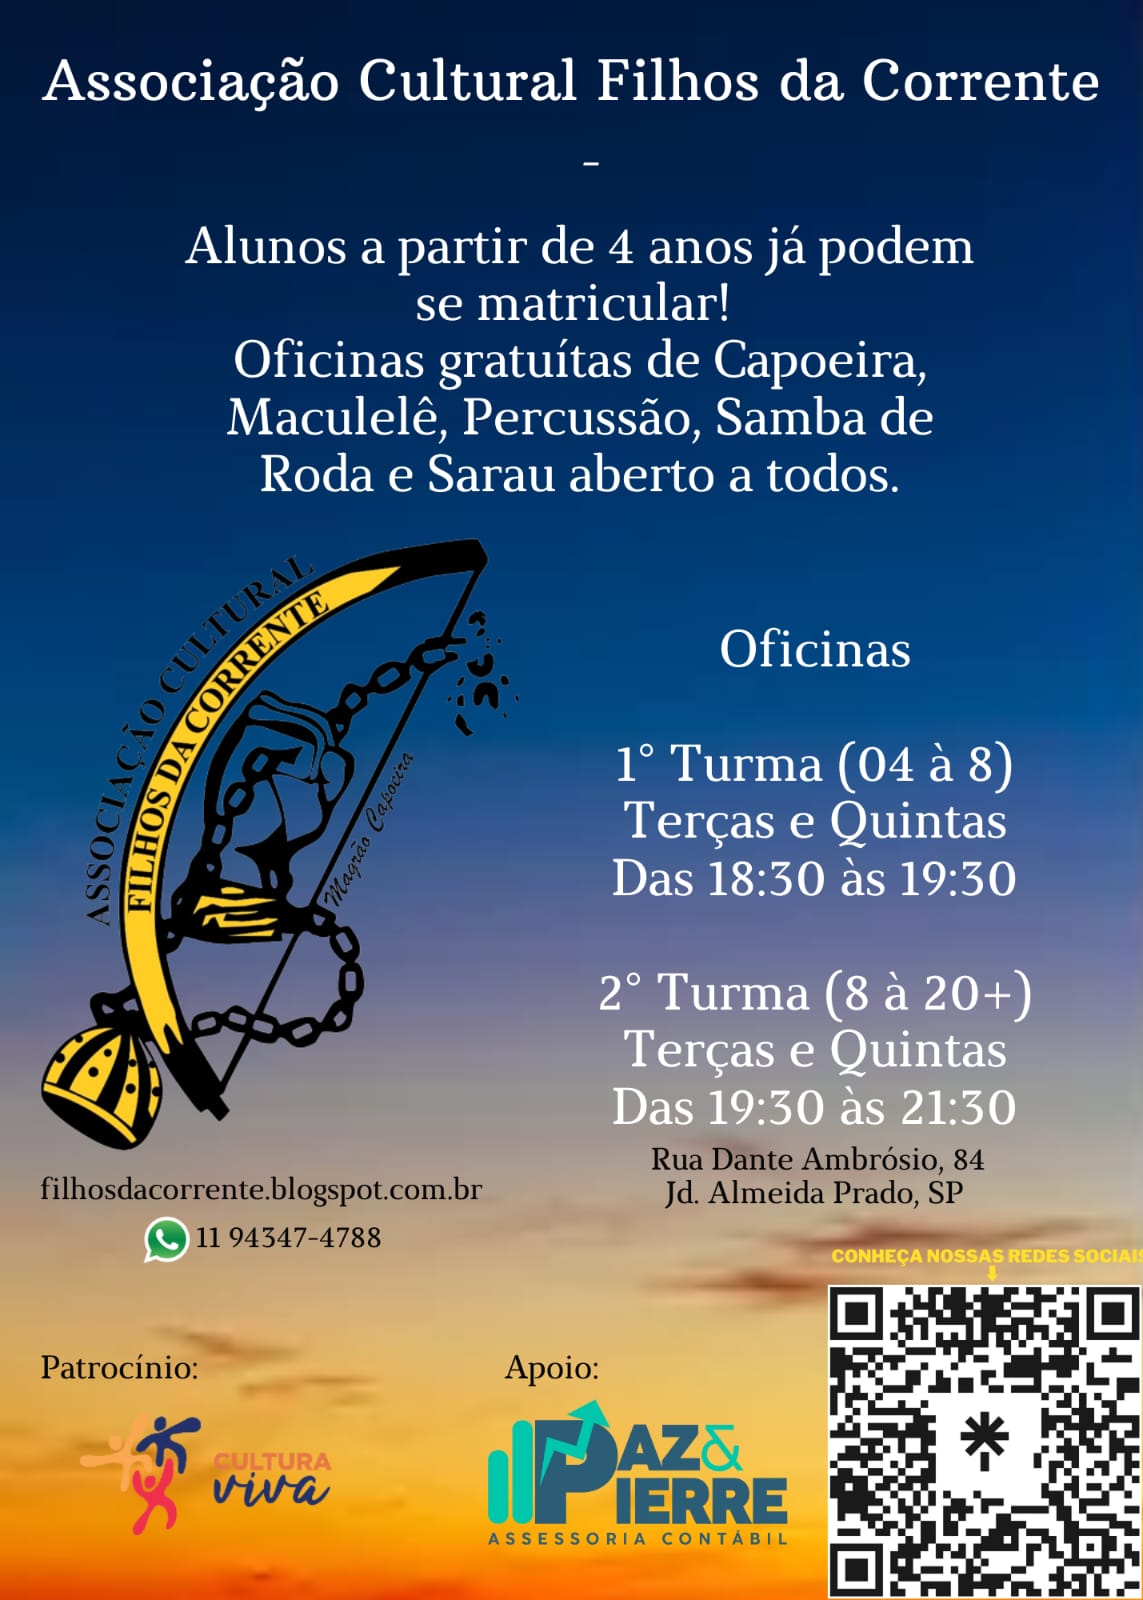 Associação Cultural Filhos da Corrente
-
Alunos a partir de 4 anos já podem
se matricular!
Oficinas gratuítas de Capoeira,
Maculelê, Percussão, Samba de
Roda e Sarau aberto a todos.
ASSOCIAÇÃO CULTURAL
FILHOS DA CORRENTE
Magrão Capoeira
Oficinas
1° Turma (04 à 8)
Terças e Quintas
Das 18:30 às 19:30
2° Turma (8 à 20+)
Terças e Quintas
Das 19:30 às 21:30
Rua Dante Ambrósio, 84
Jd. Almeida Prado, SP
filhosdacorrente.blogspot.com.br
11 94347-4788
CONHEÇA NOSSAS REDES SOCIAIS
Patrocínio:
CULTURA
viva
Apoio:
PAZ&
PIERRE
ASSESSORIA CONTÁBIL